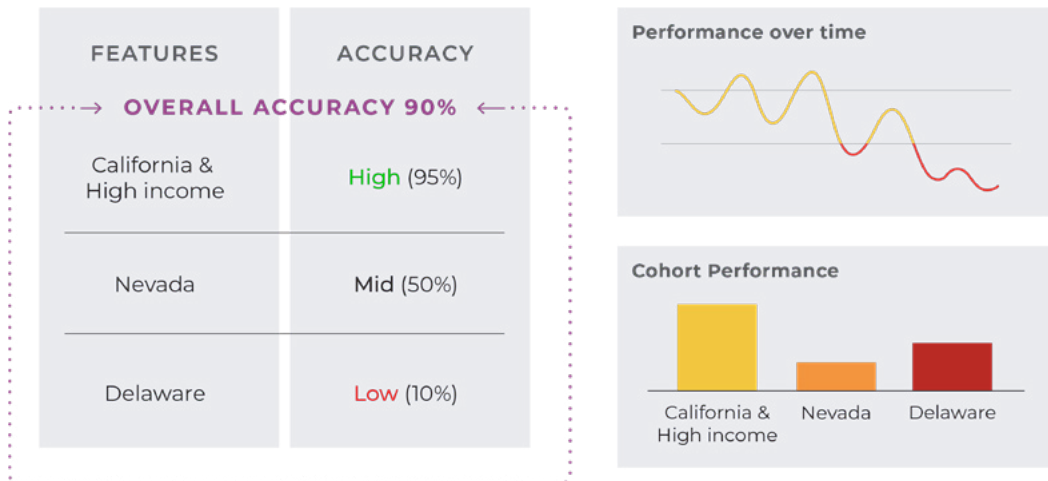 FEATURES
ACCURACY
OVERALL ACCURACY 90%
California &
High income
High (95%)
Nevada
Mid (50%)
Delaware
Low (10%)
Performance over time
Cohort Performance
California &
High income
Nevada
Delaware